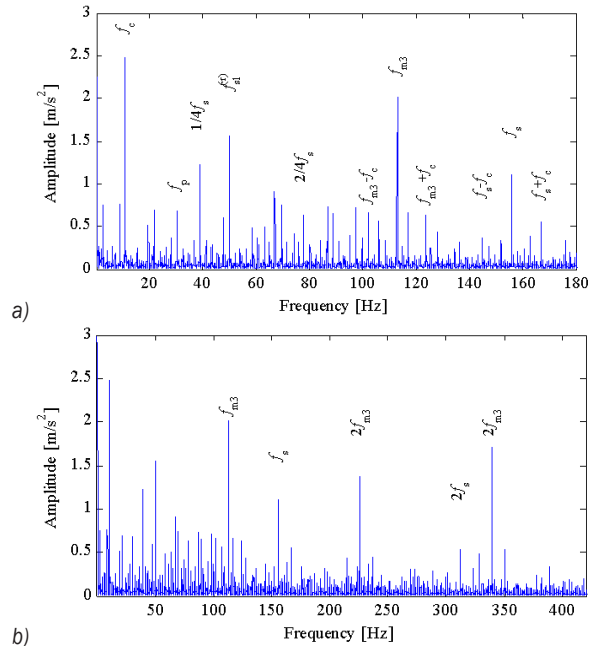 f_c
f_p
1/4f_s
f_s1^(r)
2/4f_s
f_m3-f_c
f_m3
f_m3+f_c
f_s-f_c
f_s
f_s+f_c
Amplitude [m/s²]
3
2.5
2
1.5
1
0.5
0
20 40 60 80 100 120 140 160 180
Frequency [Hz]
a)
f_m3
f_s
2f_m3
2f_s
2f_m3
Amplitude [m/s²]
3
2.5
2
1.5
1
0.5
0
50 100 150 200 250 300 350 400
Frequency [Hz]
b)